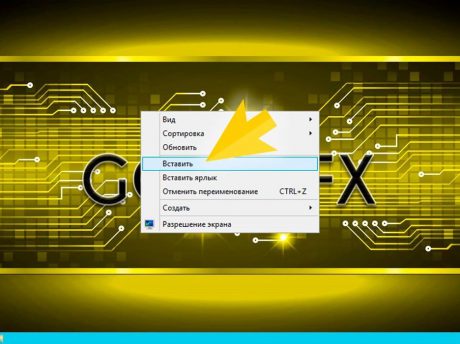 Вид
Сортировка
Обновить
Вставить
Вставить ярлык
Отменить переименование CTRL+Z
Создать
Разрешение экрана